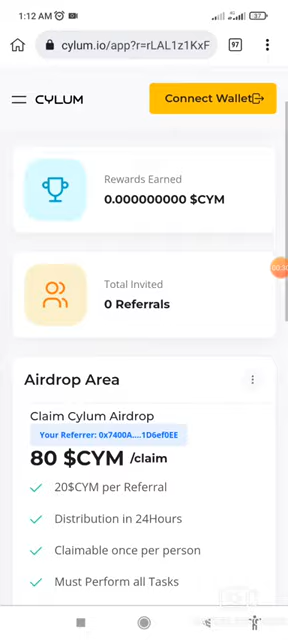 1:12 AM
37
cylum.io/app?r=rLAL1z1KxF
97
CYLUM
Connect Wallet
Rewards Earned
0.000000000 $CYM
Total Invited
0 Referrals
Airdrop Area
Claim Cylum Airdrop
Your Referrer: 0x7400A....1D6ef0EE
80 $CYM /claim
20$CYM per Referral
Distribution in 24Hours
Claimable once per person
Must Perform all Tasks